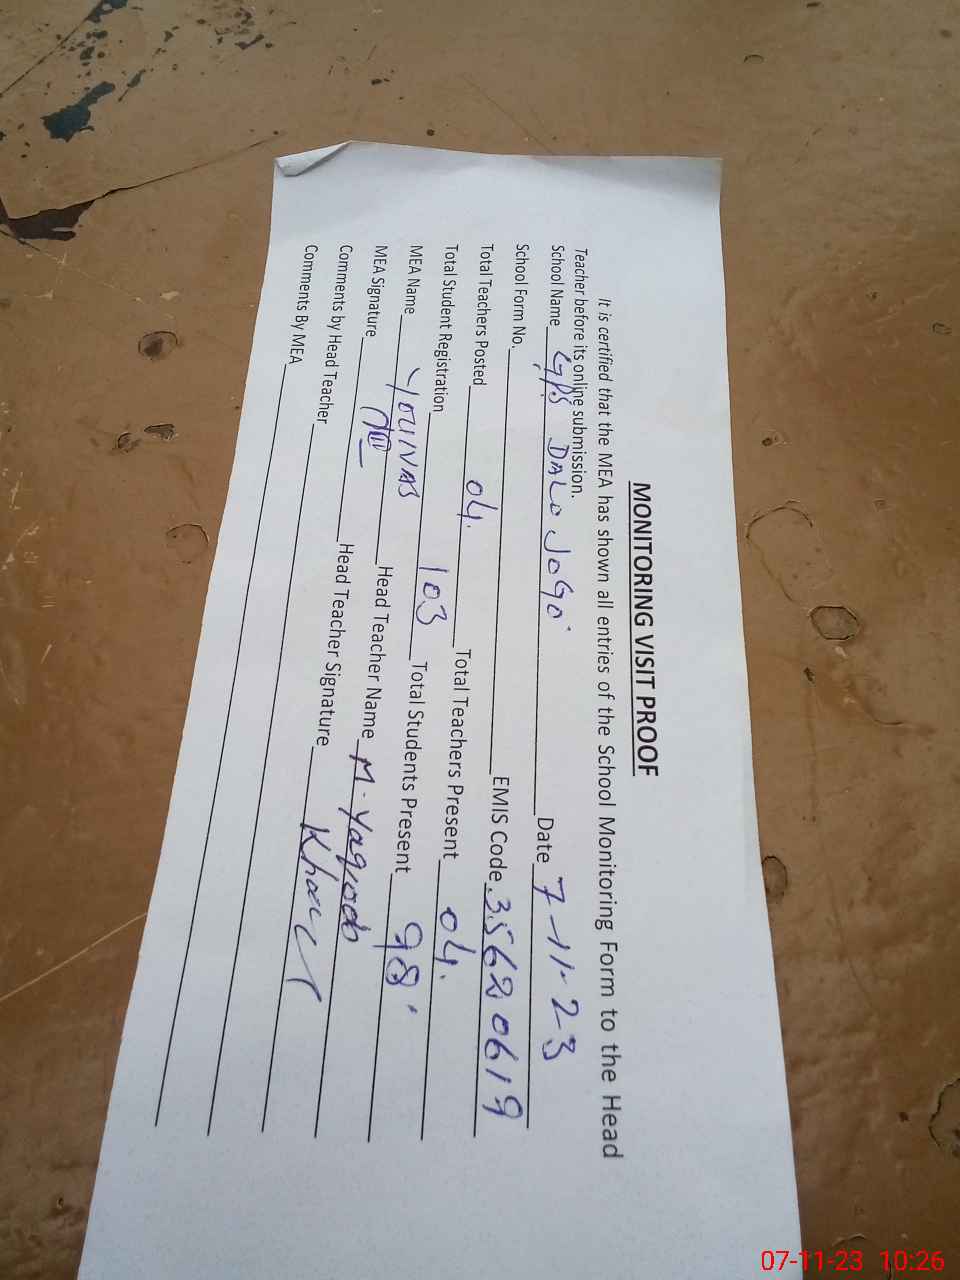 MONITORING VISIT PROOF
It is certified that the MEA has shown all entries of the School Monitoring Form to the Head
Teacher before its online submission.
School Name GPS DALO JOGO Date 7-11-23
School Form No. EMIS Code 35620619
Total Teachers Posted 04. Total Teachers Present 04.
Total Student Registration 103 Total Students Present 98
MEA Name YOUNAS Head Teacher Name M. Yaqoob
MEA Signature Head Teacher Signature
Comments by Head Teacher
Comments By MEA
07-11-23 10:26